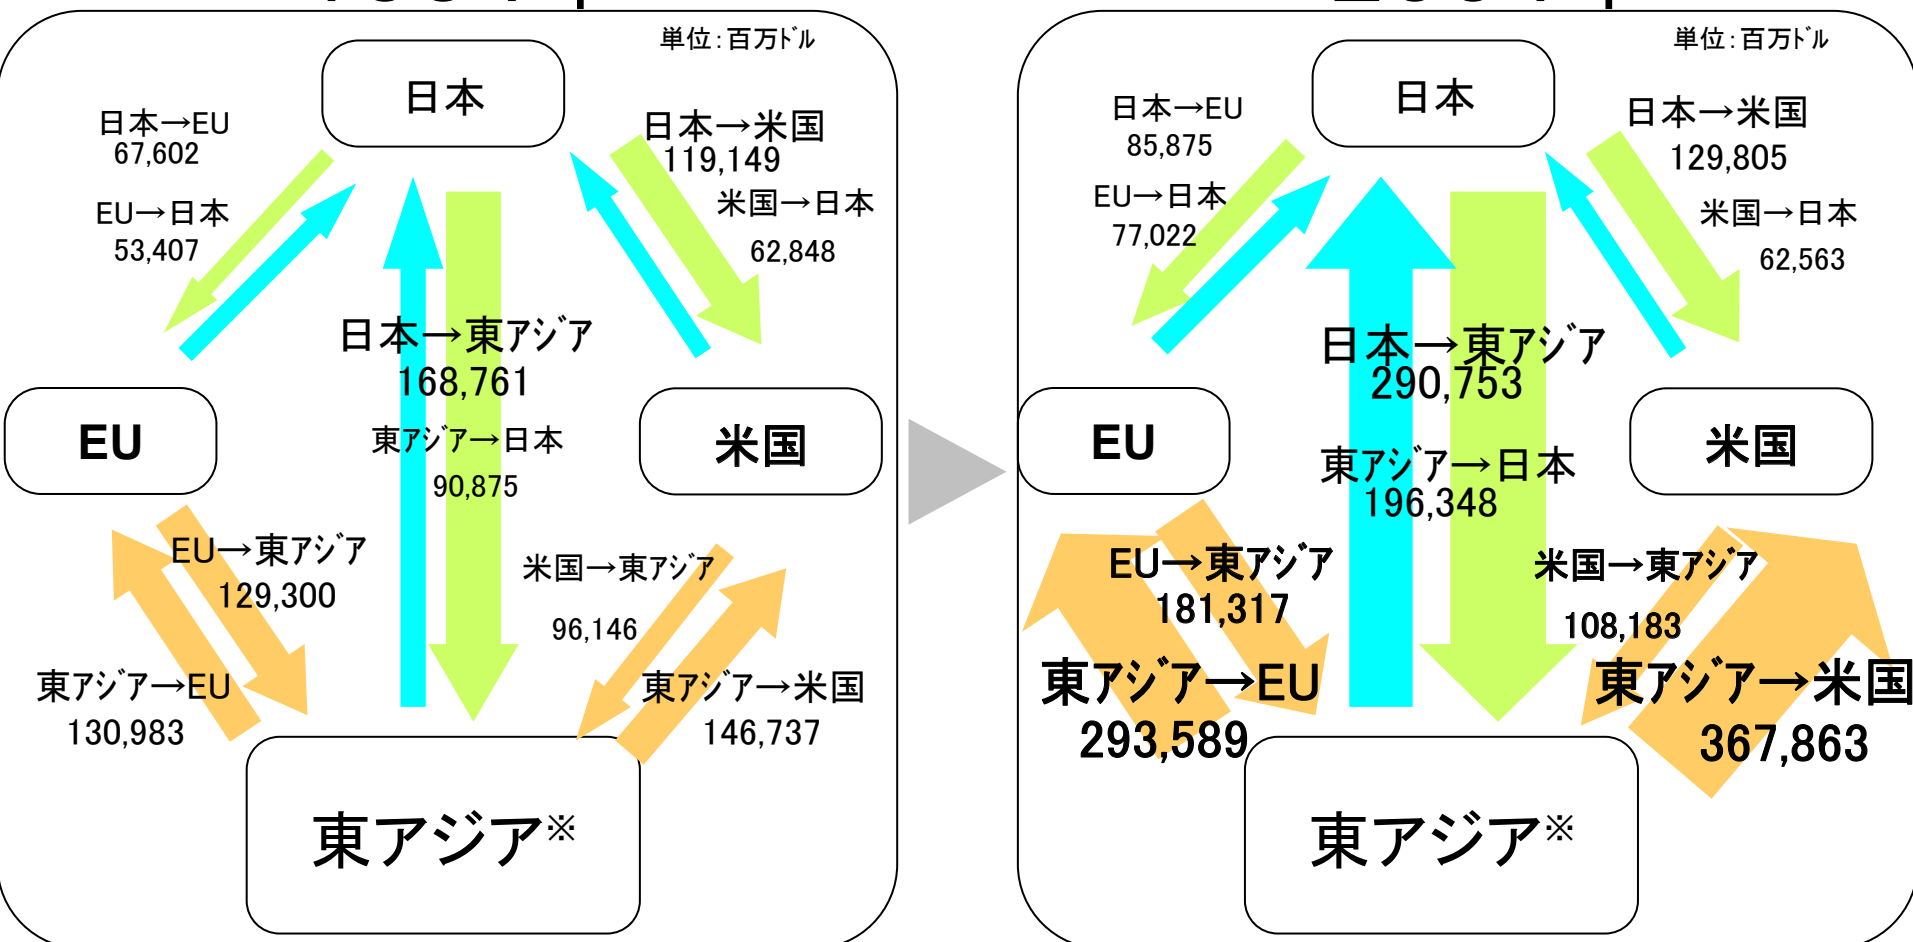 単位：百万ドル
日本
日本→EU
67,602
日本→米国
119,149
EU→日本
53,407
米国→日本
62,848
日本→東アジア
168,761
EU
米国
東アジア→日本
90,875
EU→東アジア
129,300
米国→東アジア
96,146
東アジア→EU
130,983
東アジア→米国
146,737
東アジア※
単位：百万ドル
日本
日本→EU
85,875
日本→米国
129,805
EU→日本
77,022
米国→日本
62,563
日本→東アジア
290,753
EU
米国
東アジア→日本
196,348
EU→東アジア
181,317
米国→東アジア
108,183
東アジア→EU
293,589
東アジア→米国
367,863
東アジア※